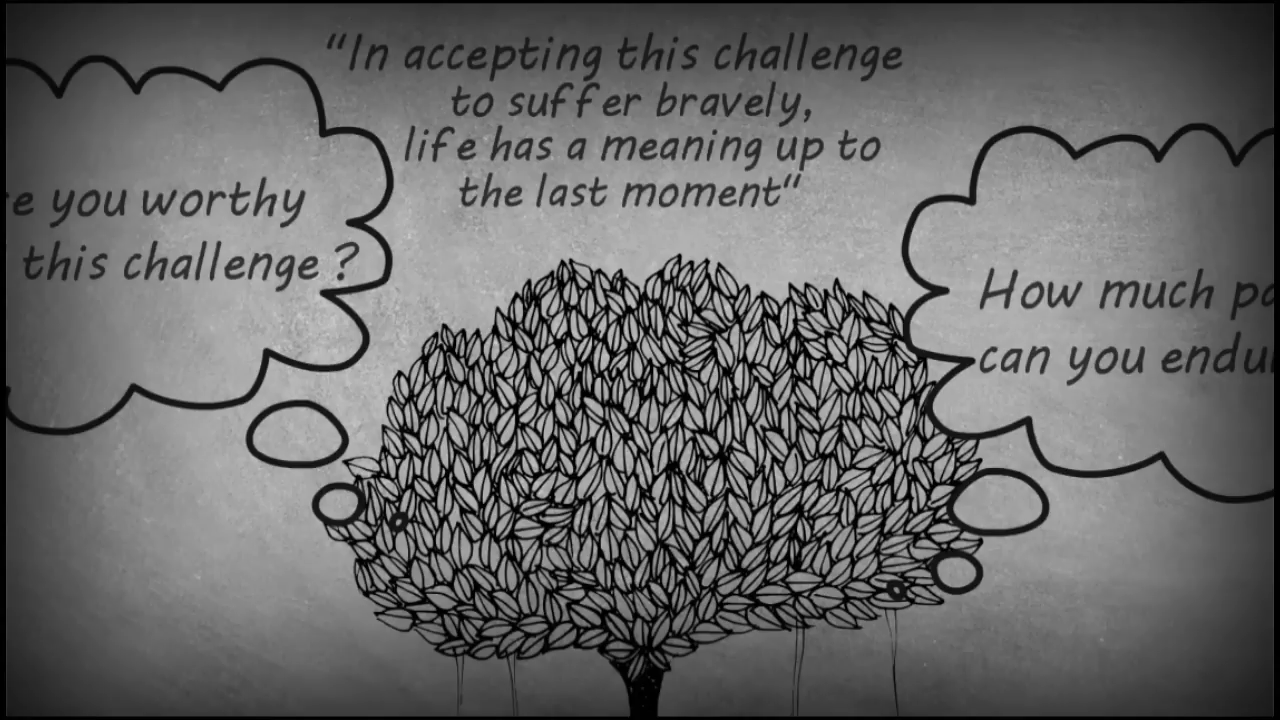 “In accepting this challenge
to suffer bravely,
life has a meaning up to
the last moment“
you worthy
this challenge ?
How much
can you